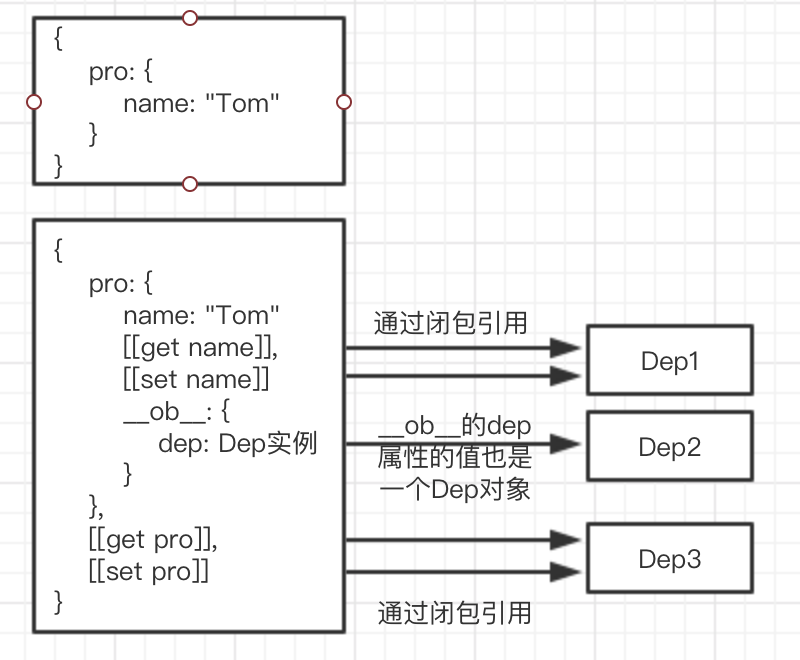 {
pro: {
name: "Tom"
}
}
{
pro: {
name: "Tom"
[[get name]],
[[set name]]
__ob__: {
dep: Dep实例
}
},
[[get pro]],
[[set pro]]
}
通过闭包引用
Dep1
__ob__的dep
属性的值也是
一个Dep对象
Dep2
Dep3
通过闭包引用